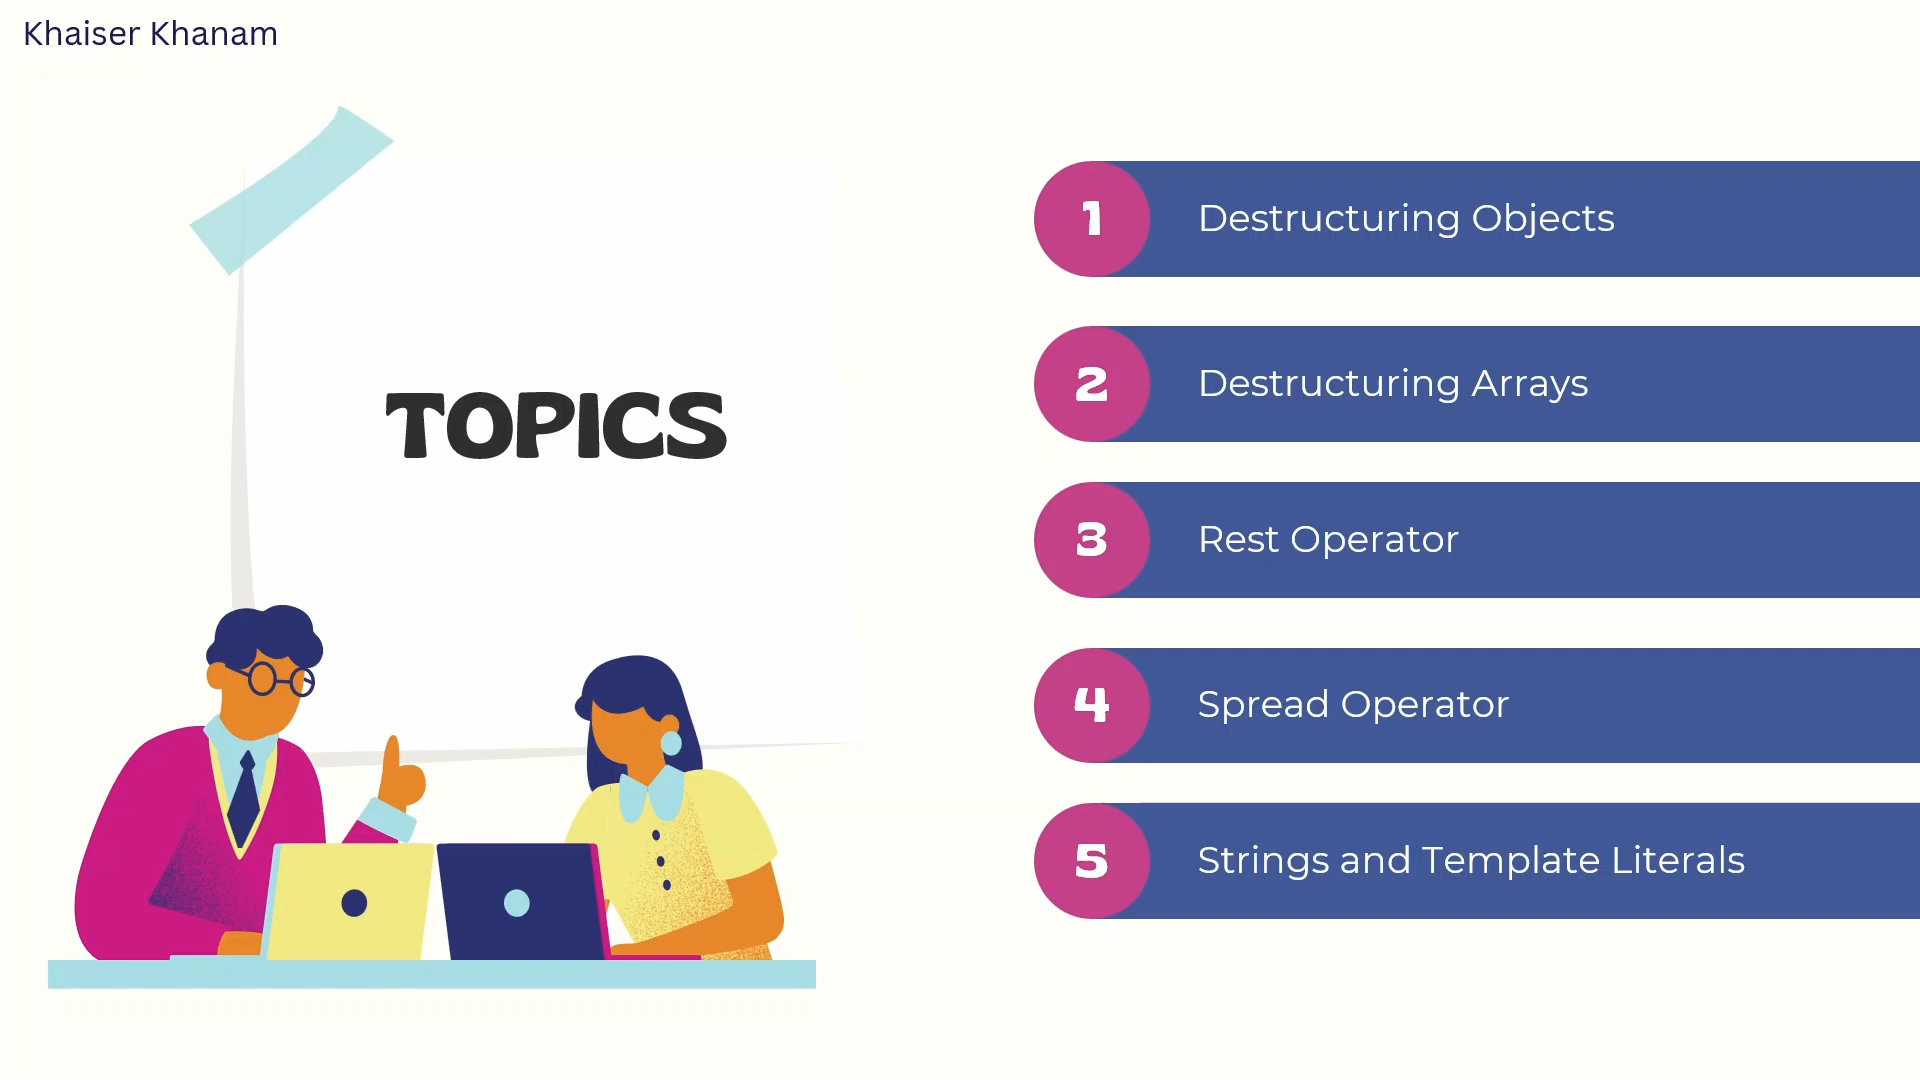 Khaiser Khanam
TOPICS
1 Destructuring Objects
2 Destructuring Arrays
3 Rest Operator
4 Spread Operator
5 Strings and Template Literals